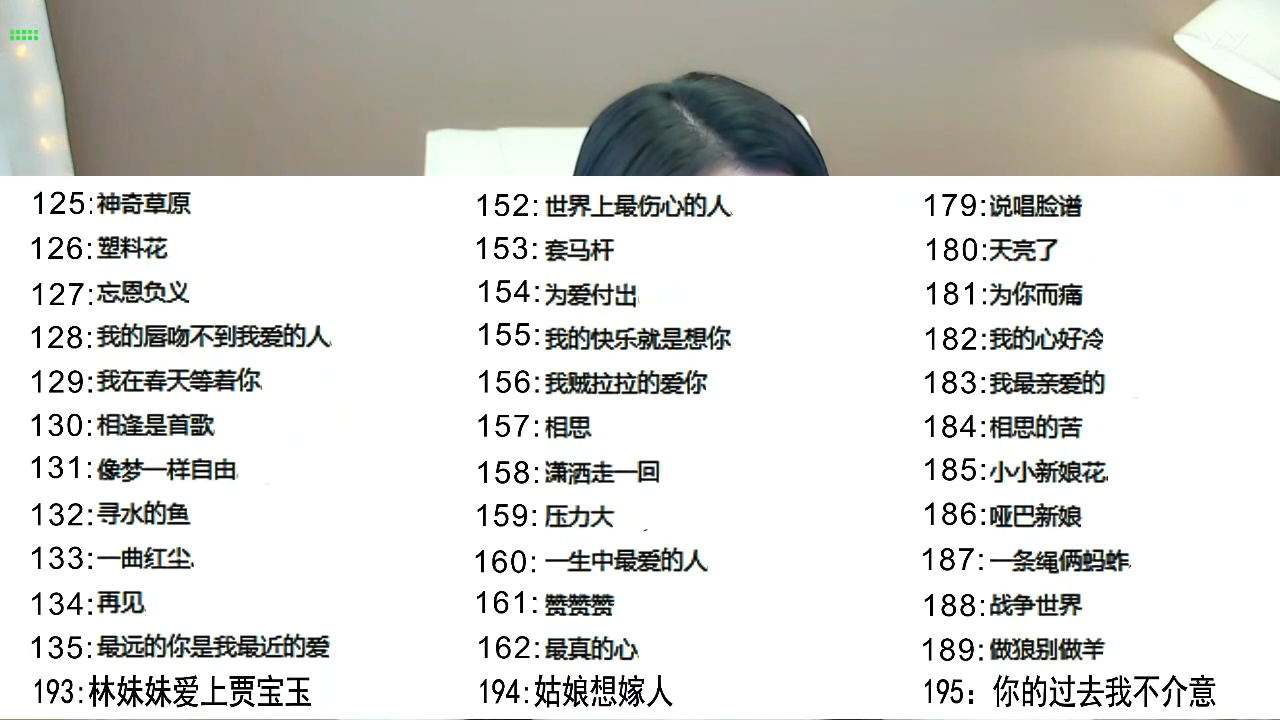 YY
125:神奇草原
126:塑料花
127:忘恩负义
128:我的唇吻不到我爱的人
129:我在春天等着你
130:相逢是首歌
131:像梦一样自由
132:寻水的鱼
133:一曲红尘
134:再见
135:最远的你是我最近的爱
193:林妹妹爱上贾宝玉
152:世界上最伤心的人
153:套马杆
154:为爱付出
155:我的快乐就是想你
156:我贼拉拉的爱你
157:相思
158:潇洒走一回
159:压力大
160:一生中最爱的人
161:赞赞赞
162:最真的心
194:姑娘想嫁人
179:说唱脸谱
180:天亮了
181:为你而痛
182:我的心好冷
183:我最亲爱的
184:相思的苦
185:小小新娘花
186:哑巴新娘
187:一条绳俩蚂蚱
188:战争世界
189:做狼别做羊
195：你的过去我不介意